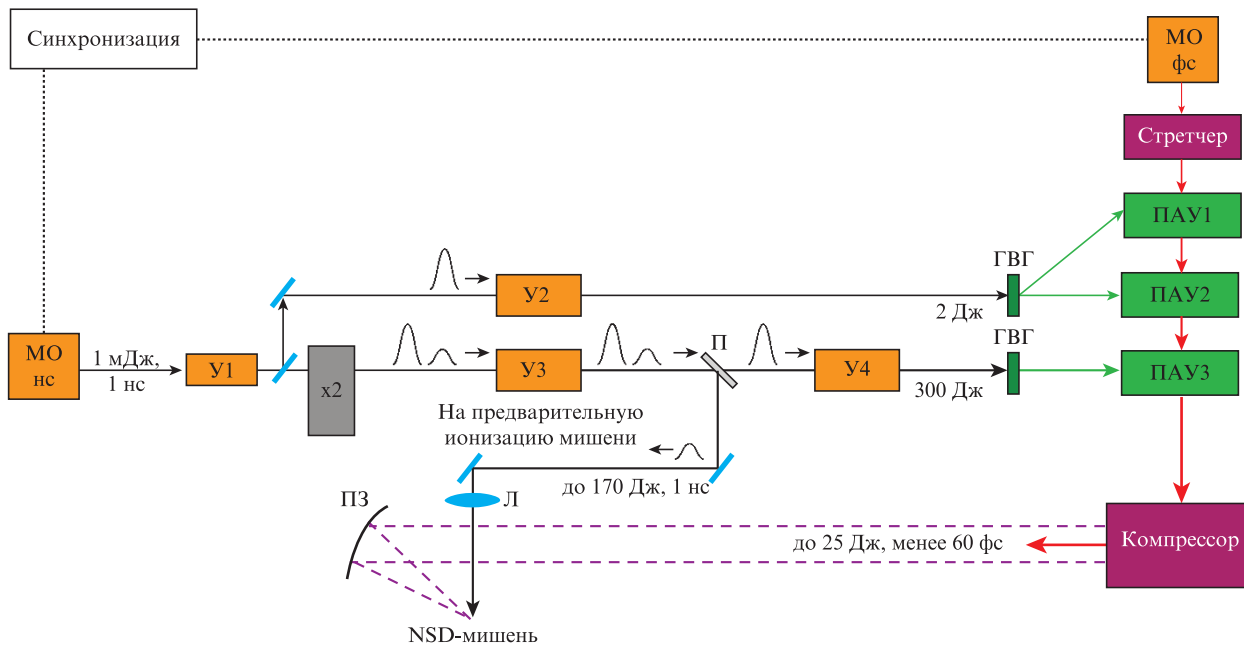 Синхронизация
МО
фс
Стретчер
ПАУ1
ГВГ
У2
2 Дж
ПАУ2
МО
нс
1 мДж,
1 нс
У1
x2
У3
П
У4
300 Дж
ГВГ
ПАУ3
На предварительную
ионизацию мишени
до 170 Дж, 1 нс
ПЗ
Л
до 25 Дж, менее 60 фс
Компрессор
NSD-мишень